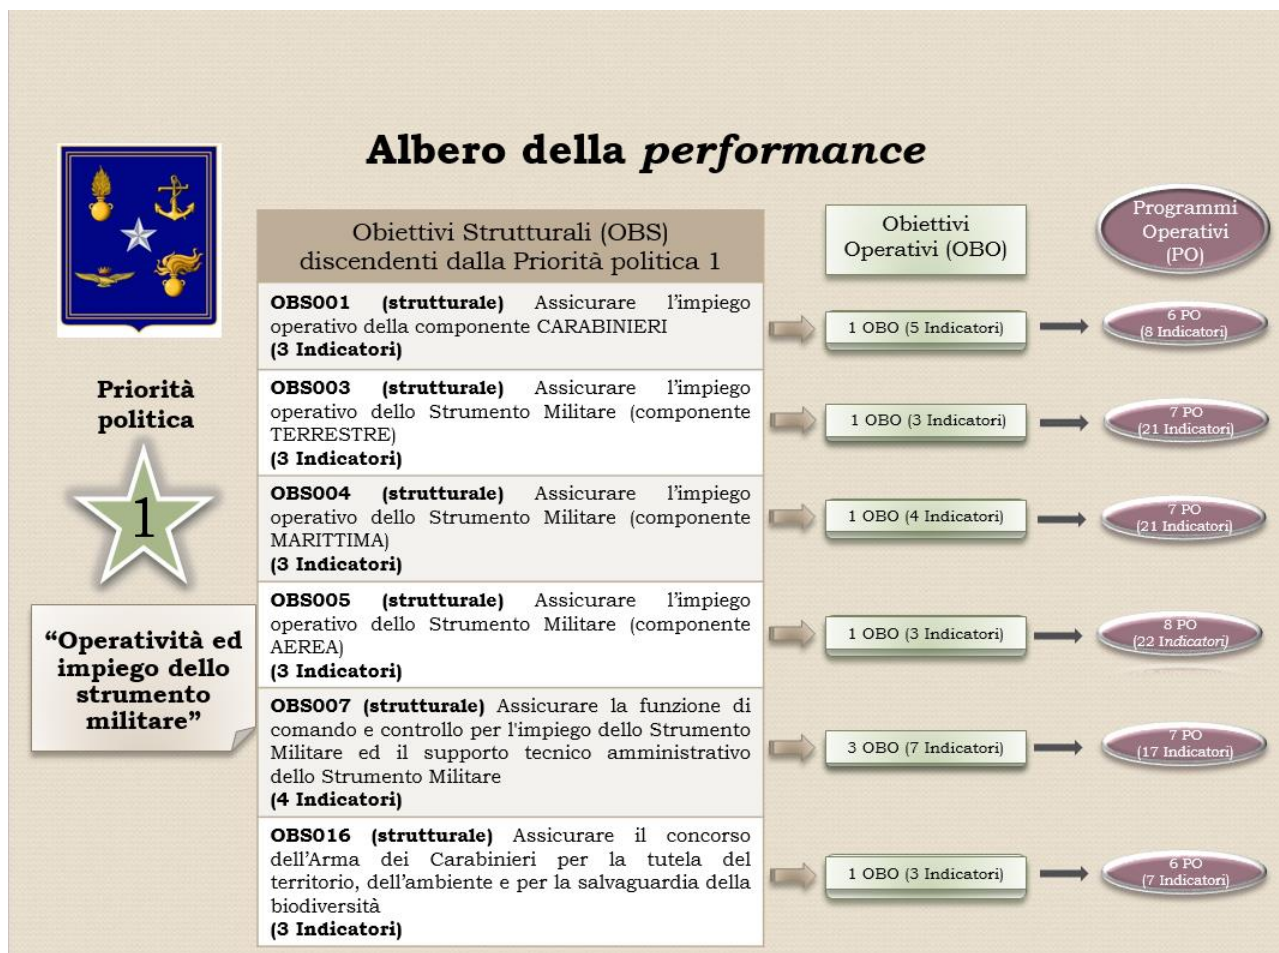 Albero della performance
Priorità
politica
1
“Operatività ed
impiego dello
strumento
militare”
Obiettivi Strutturali (OBS)
discendenti dalla Priorità politica 1
Obiettivi
Operativi (OBO)
Programmi
Operativi
(PO)
OBS001 (strutturale) Assicurare l’impiego
operativo della componente CARABINIERI
(3 Indicatori)
1 OBO (5 Indicatori)
6 PO
(8 Indicatori)
OBS003 (strutturale) Assicurare l’impiego
operativo dello Strumento Militare (componente
TERRESTRE)
(3 Indicatori)
1 OBO (3 Indicatori)
7 PO
(21 Indicatori)
OBS004 (strutturale) Assicurare l’impiego
operativo dello Strumento Militare (componente
MARITTIMA)
(3 Indicatori)
1 OBO (4 Indicatori)
7 PO
(21 Indicatori)
OBS005 (strutturale) Assicurare l’impiego
operativo dello Strumento Militare (componente
AEREA)
(3 Indicatori)
1 OBO (3 Indicatori)
8 PO
(22 Indicatori)
OBS007 (strutturale) Assicurare la funzione di
comando e controllo per l'impiego dello Strumento
Militare ed il supporto tecnico amministrativo
dello Strumento Militare
(4 Indicatori)
3 OBO (7 Indicatori)
7 PO
(17 Indicatori)
OBS016 (strutturale) Assicurare il concorso
dell’Arma dei Carabinieri per la tutela del
territorio, dell’ambiente e per la salvaguardia della
biodiversità
(3 Indicatori)
1 OBO (3 Indicatori)
6 PO
(7 Indicatori)